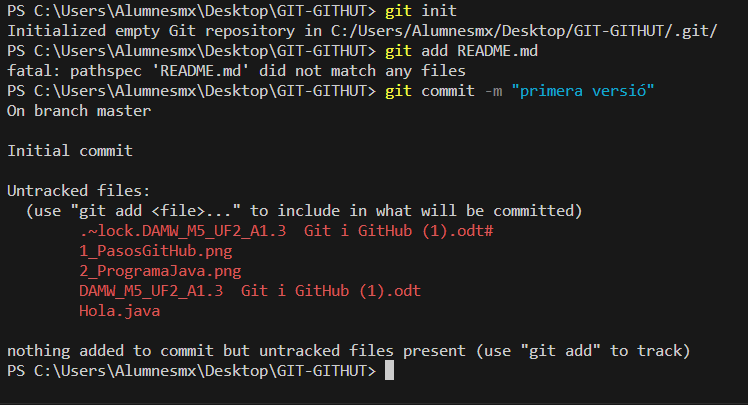 PS C:\Users\Alumnesmx\Desktop\GIT-GITHUT> git init
Initialized empty Git repository in C:/Users/Alumnesmx/Desktop/GIT-GITHUT/.git/
PS C:\Users\Alumnesmx\Desktop\GIT-GITHUT> git add README.md
fatal: pathspec 'README.md' did not match any files
PS C:\Users\Alumnesmx\Desktop\GIT-GITHUT> git commit -m "primera versió"
On branch master
Initial commit
Untracked files:
(use "git add <file>..." to include in what will be committed)
.~lock.DAMW_M5_UF2_A1.3  Git i GitHub (1).odt#
1_PasosGitHub.png
2_ProgramaJava.png
DAMW_M5_UF2_A1.3  Git i GitHub (1).odt
Hola.java
nothing added to commit but untracked files present (use "git add" to track)
PS C:\Users\Alumnesmx\Desktop\GIT-GITHUT>